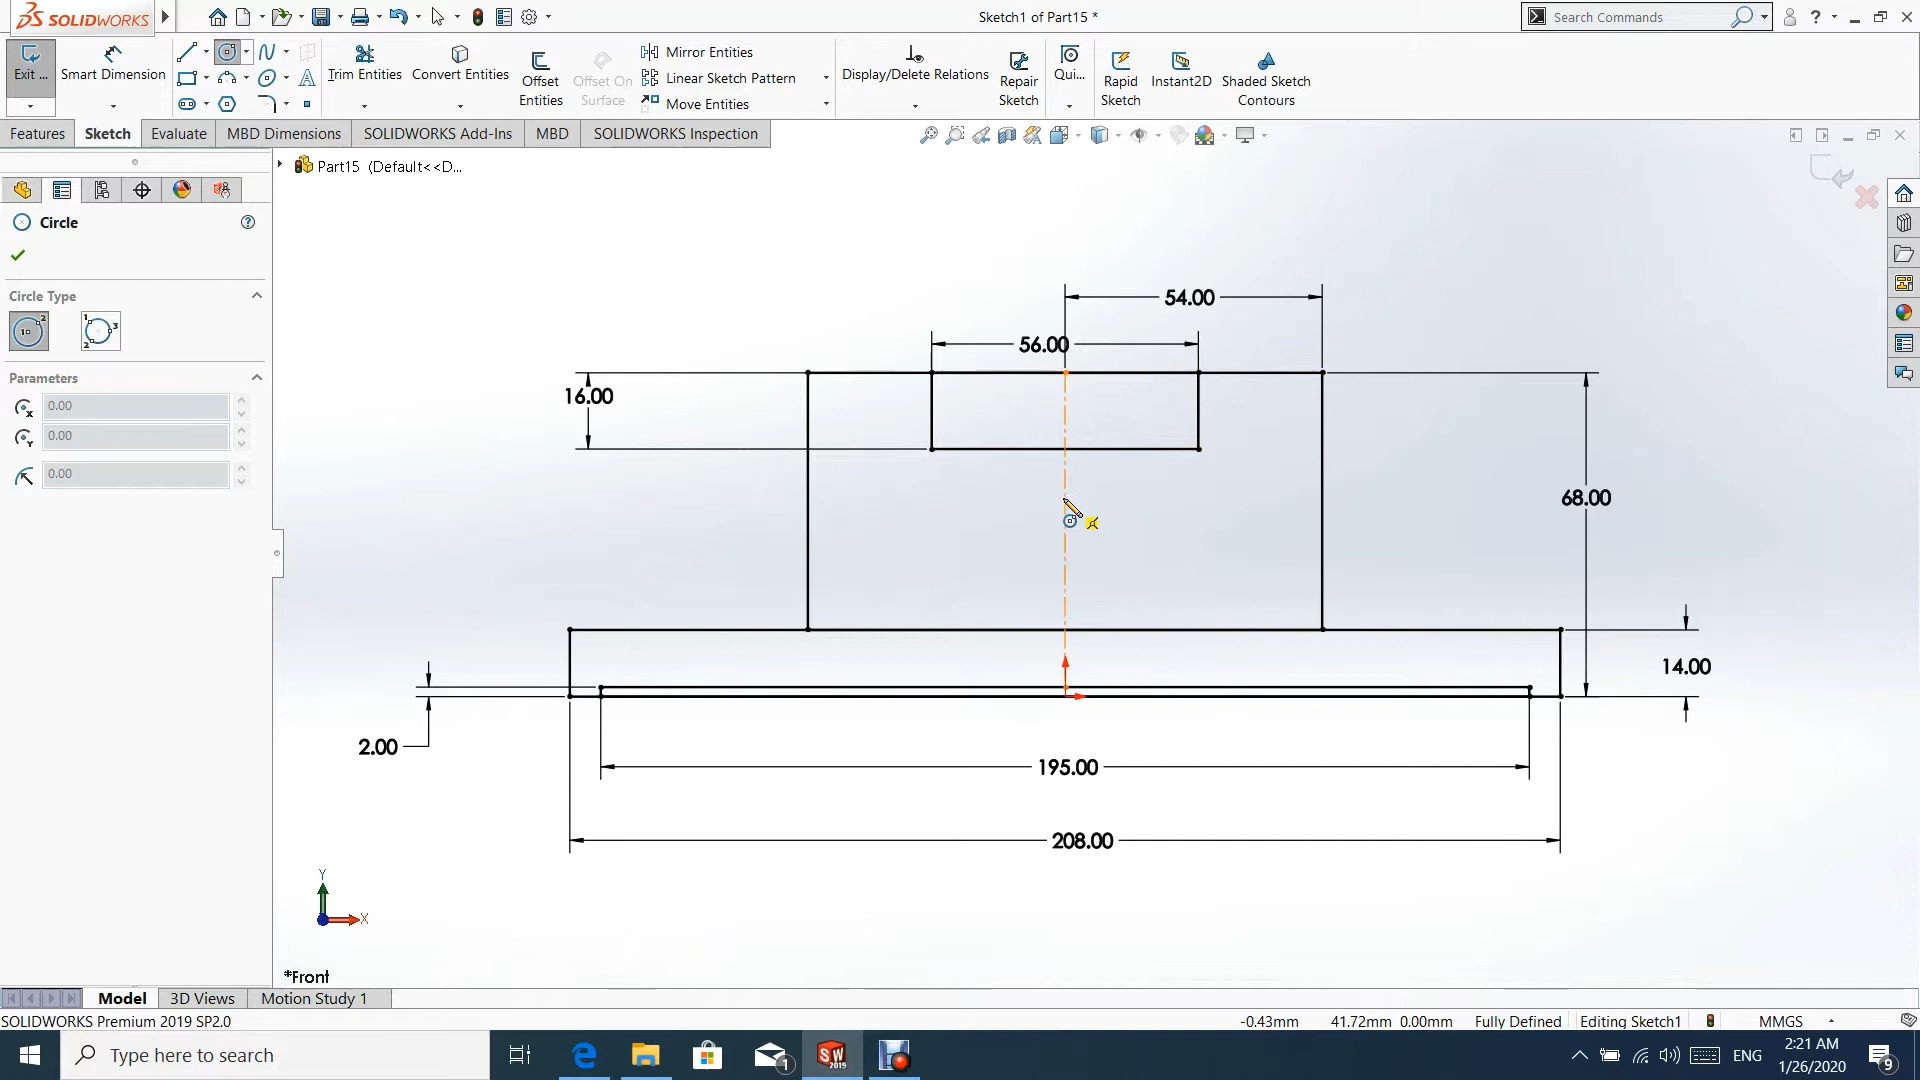 SOLIDWORKS
Sketch1 of Part15 *
Search Commands
?
Exit ...
Smart Dimension
Trim Entities
Convert Entities
Offset Entities
Offset On Surface
Mirror Entities
Linear Sketch Pattern
Move Entities
Display/Delete Relations
Repair Sketch
Qui...
Rapid Sketch
Instant2D
Shaded Sketch Contours
Features
Sketch
Evaluate
MBD Dimensions
SOLIDWORKS Add-Ins
MBD
SOLIDWORKS Inspection
Part15 (Default<<D...
Circle
?
Circle Type
Parameters
0.00
0.00
0.00
54.00
56.00
16.00
68.00
14.00
2.00
195.00
208.00
Y
X
*Front
Model
3D Views
Motion Study 1
SOLIDWORKS Premium 2019 SP2.0
-0.43mm
41.72mm
0.00mm
Fully Defined
Editing Sketch1
MMGS
Type here to search
1
SW
2019
ENG
2:21 AM
1/26/2020
9